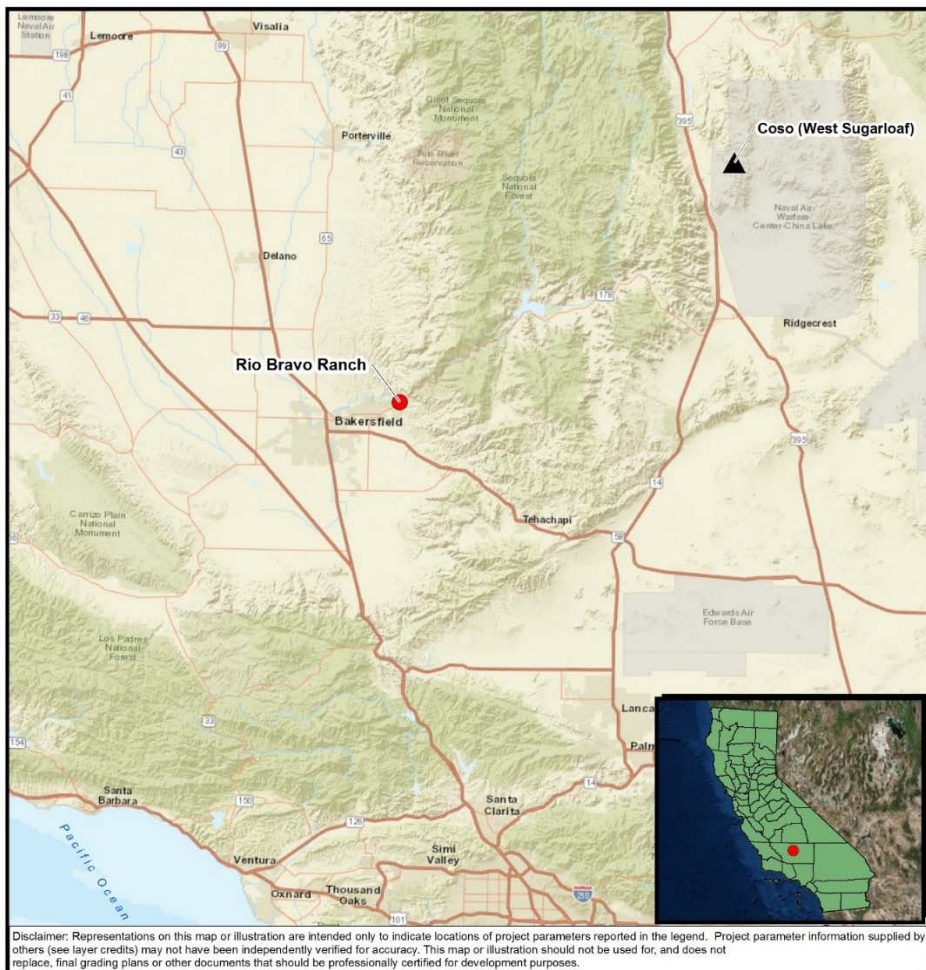 Lemoore
Naval Air
Station
Lemoore
Visalia
198
99
41
43
Porterville
Giant Sequoia
National
Monument
Tule River
Reservation
Sequoia
National
Forest
395
Coso (West Sugarloaf)
Naval Air
Warfare
Center-China Lake
65
Delano
33
46
178
Ridgecrest
Rio Bravo Ranch
Bakersfield
395
14
Carrizo Plain
National
Monument
Tehachapi
58
58
Edwards Air
Force Base
Los Padres
National
Forest
33
Lanca
Palm
154
14
Santa
Barbara
150
Santa
Clarita
126
Ventura
Simi
Valley
Pacific Ocean
Oxnard
Thousand
Oaks
101
210
Disclaimer: Representations on this map or illustration are intended only to indicate locations of project parameters reported in the legend. Project parameter information supplied by
others (see layer credits) may not have been independently verified for accuracy. This map or illustration should not be used for, and does not
replace, final grading plans or other documents that should be professionally certified for development purposes.